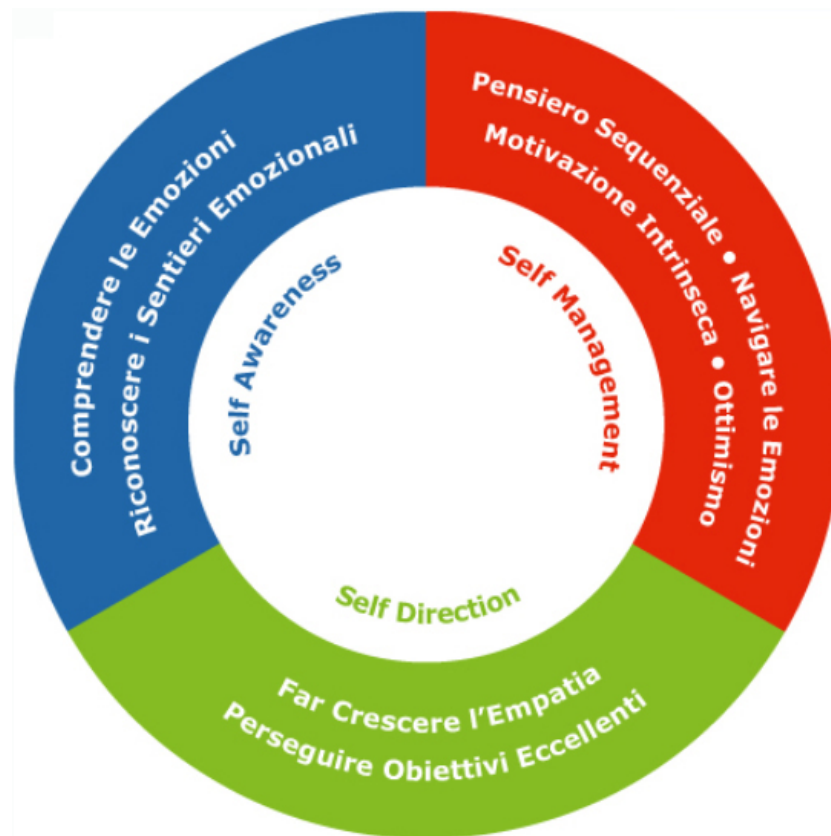 Comprendere le Emozioni
Riconoscere i Sentieri Emozionali
Self Awareness
Pensiero Sequenziale • Navigare le Emozioni
Motivazione Intrinseca • Ottimismo
Self Management
Self Direction
Far Crescere l’Empatia
Perseguire Obiettivi Eccellenti